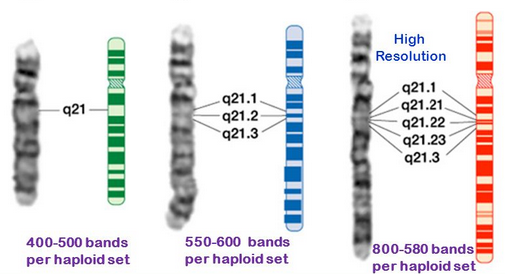 High
Resolution
q21
q21.1
q21.2
q21.3
q21.1
q21.21
q21.22
q21.23
q21.3
400-500 bands
per haploid set
550-600 bands
per haploid set
800-580 bands
per haploid set